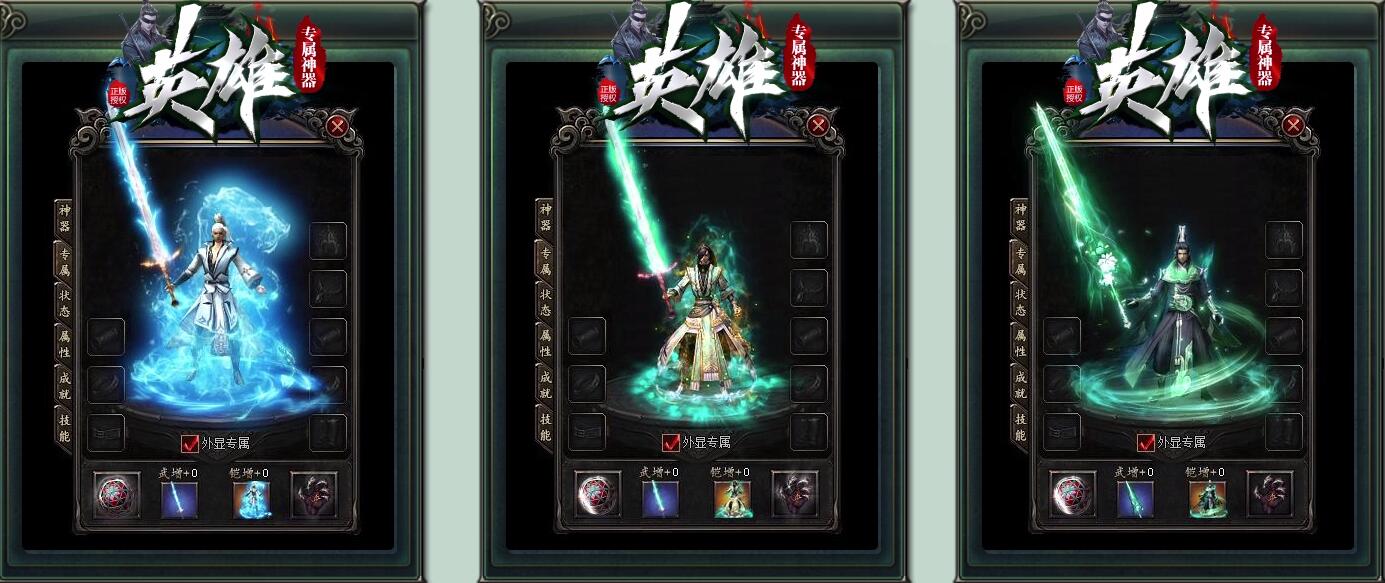 英雄
专属神器
正版
授权
神器
专属
状态
属性
成就
技能
外显专属
武增+0
铠增+0
英雄
专属神器
正版
授权
神器
专属
状态
属性
成就
技能
外显专属
武增+0
铠增+0
英雄
专属神器
正版
授权
神器
专属
状态
属性
成就
技能
外显专属
武增+0
铠增+0